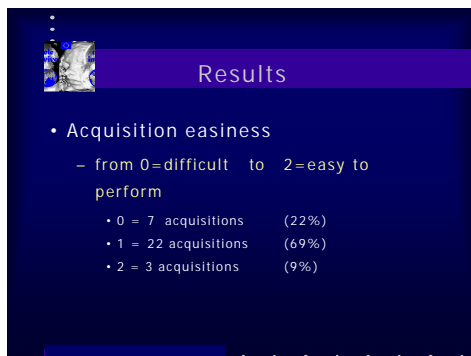 Results
• Acquisition easiness
– from 0=difficult to 2=easy to
perform
• 0 = 7 acquisitions (22%)
• 1 = 22 acquisitions (69%)
• 2 = 3 acquisitions (9%)